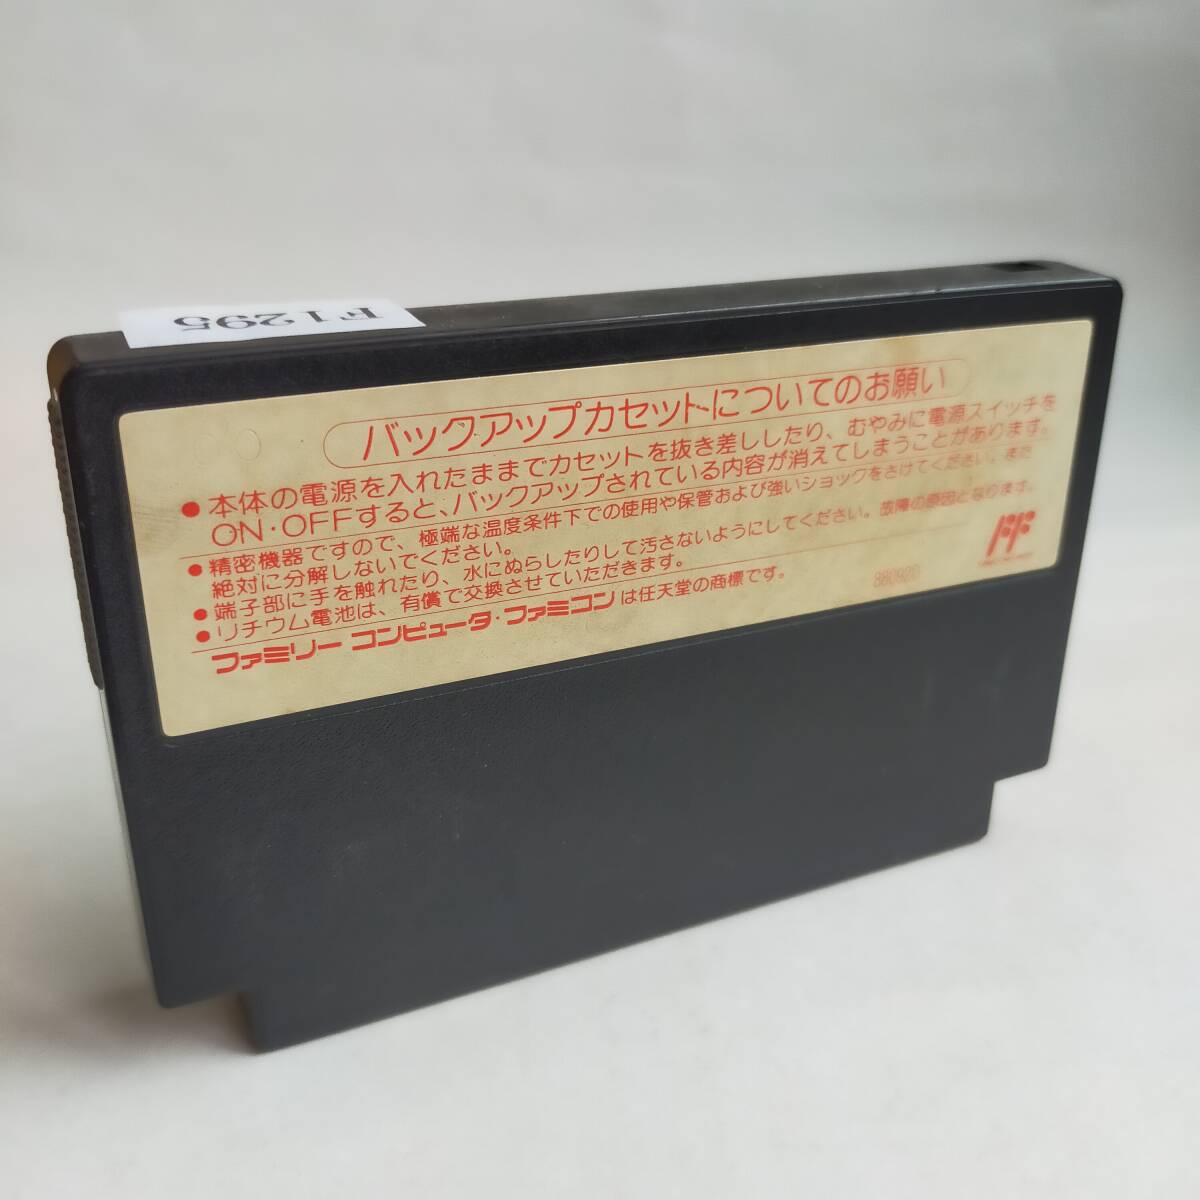 F1295
バックアップカセットについてのお願い
●本体の電源を入れたままでカセットを抜き差ししたり、むやみに電源スイッチを
ON・OFFすると、バックアップされている内容が消えてしまうことがあります。
●精密機器ですので、極端な温度条件下での使用や保管および強いショックをさけてください。また
絶対に分解しないでください。
●端子部に手を触れたり、水にぬらしたりして汚さないようにしてください。故障の原因となります。
●リチウム電池は、有償で交換させていただきます。
ファミリーコンピュータ・ファミコンは任天堂の商標です。
880920